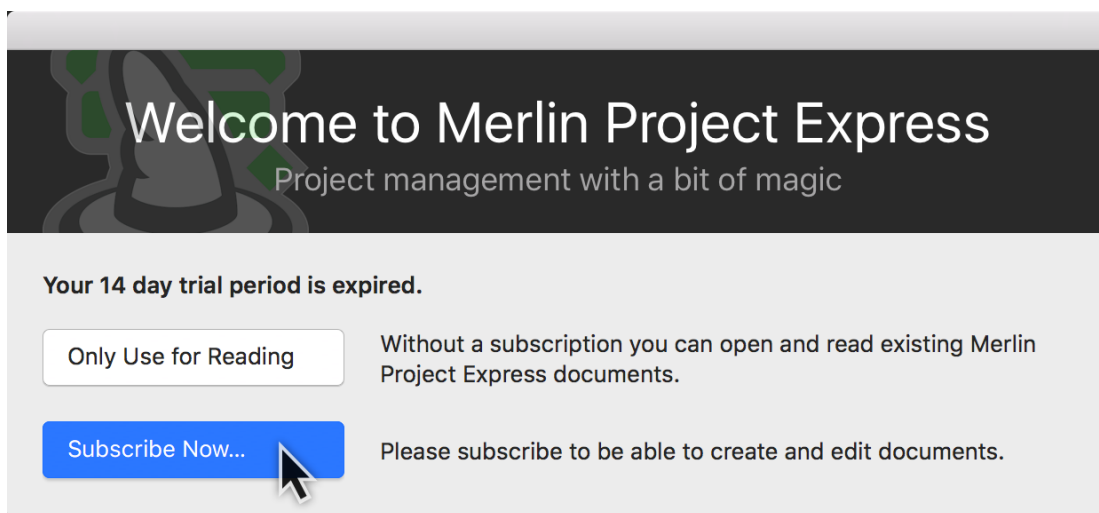 Welcome to Merlin Project Express
Project management with a bit of magic
Your 14 day trial period is expired.
Only Use for Reading
Without a subscription you can open and read existing Merlin
Project Express documents.
Subscribe Now...
Please subscribe to be able to create and edit documents.